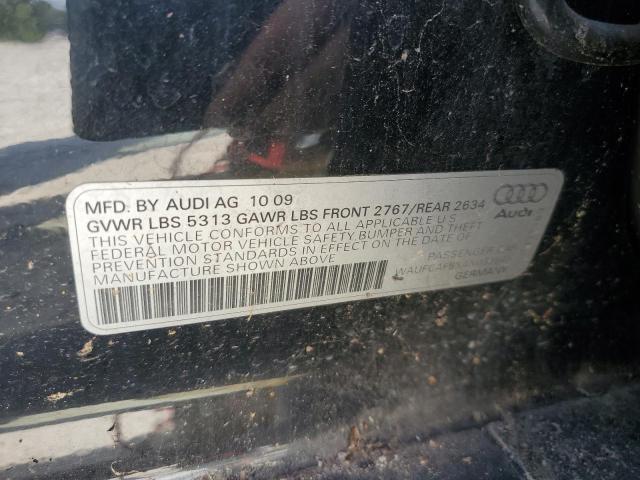 MFD. BY AUDI AG 10 09
GVWR LBS 5313 GAWR LBS FRONT 2767/REAR 2634
THIS VEHICLE CONFORMS TO ALL APPLICABLE U S
FEDERAL MOTOR VEHICLE SAFETY BUMPER AND THEFT
PREVENTION STANDARDS IN EFFECT ON THE DATE OF
MANUFACTURE SHOWN ABOVE
Audi
PASSENGER CAR
GERMANY